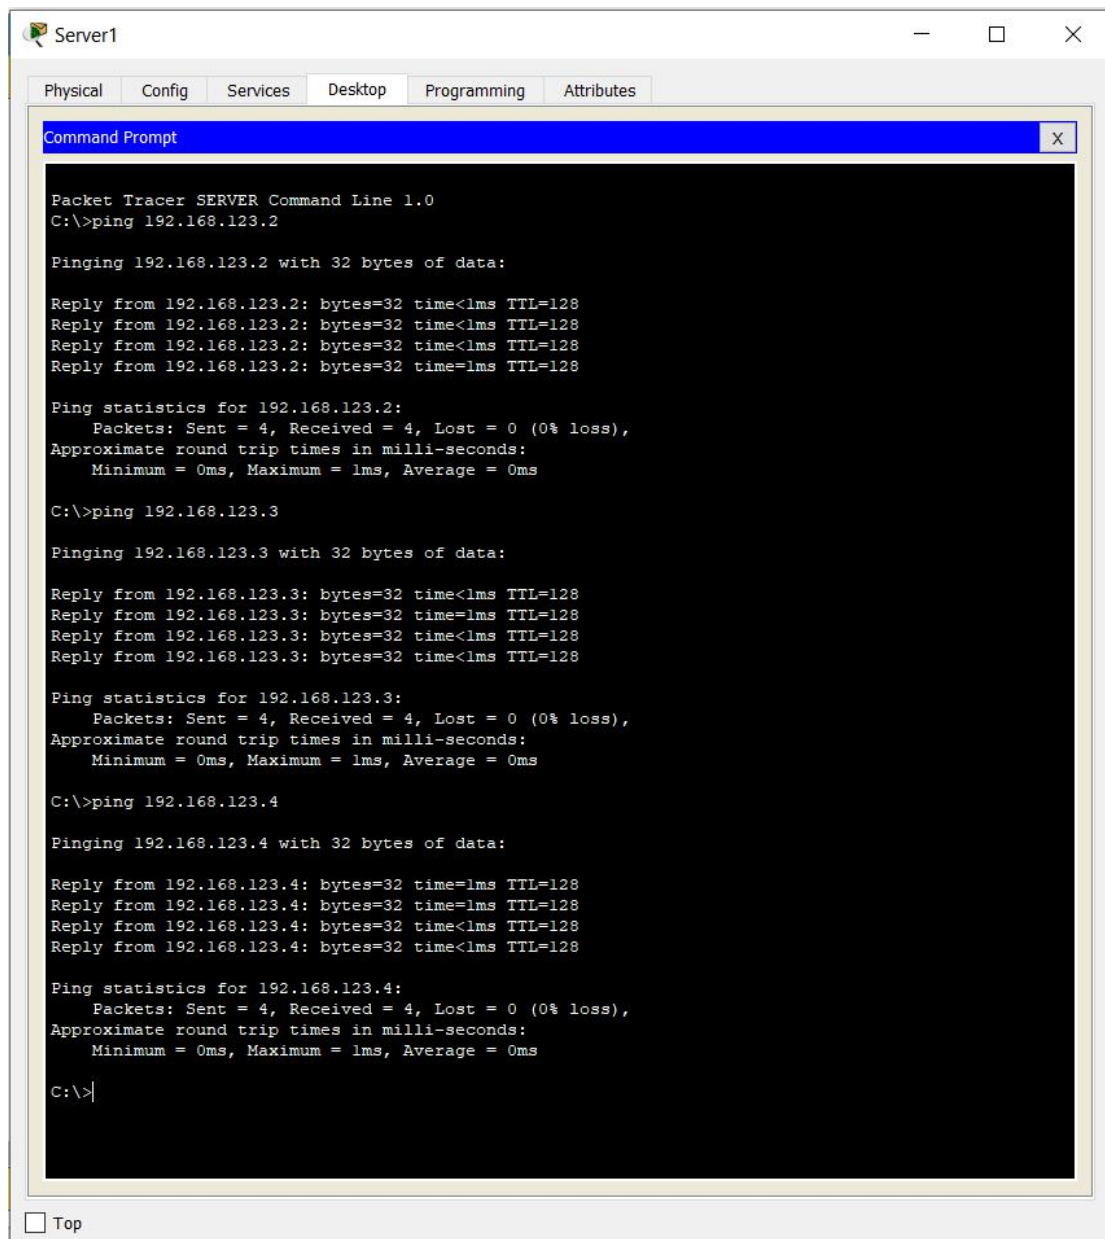 Server1
Physical Config Services Desktop Programming Attributes
Command Prompt X
Packet Tracer SERVER Command Line 1.0
C:\>ping 192.168.123.2
Pinging 192.168.123.2 with 32 bytes of data:
Reply from 192.168.123.2: bytes=32 time<1ms TTL=128
Reply from 192.168.123.2: bytes=32 time<1ms TTL=128
Reply from 192.168.123.2: bytes=32 time<1ms TTL=128
Reply from 192.168.123.2: bytes=32 time=1ms TTL=128
Ping statistics for 192.168.123.2:
    Packets: Sent = 4, Received = 4, Lost = 0 (0% loss),
Approximate round trip times in milli-seconds:
    Minimum = 0ms, Maximum = 1ms, Average = 0ms
C:\>ping 192.168.123.3
Pinging 192.168.123.3 with 32 bytes of data:
Reply from 192.168.123.3: bytes=32 time<1ms TTL=128
Reply from 192.168.123.3: bytes=32 time=1ms TTL=128
Reply from 192.168.123.3: bytes=32 time<1ms TTL=128
Reply from 192.168.123.3: bytes=32 time<1ms TTL=128
Ping statistics for 192.168.123.3:
    Packets: Sent = 4, Received = 4, Lost = 0 (0% loss),
Approximate round trip times in milli-seconds:
    Minimum = 0ms, Maximum = 1ms, Average = 0ms
C:\>ping 192.168.123.4
Pinging 192.168.123.4 with 32 bytes of data:
Reply from 192.168.123.4: bytes=32 time=1ms TTL=128
Reply from 192.168.123.4: bytes=32 time=1ms TTL=128
Reply from 192.168.123.4: bytes=32 time<1ms TTL=128
Reply from 192.168.123.4: bytes=32 time<1ms TTL=128
Ping statistics for 192.168.123.4:
    Packets: Sent = 4, Received = 4, Lost = 0 (0% loss),
Approximate round trip times in milli-seconds:
    Minimum = 0ms, Maximum = 1ms, Average = 0ms
C:\>
Top